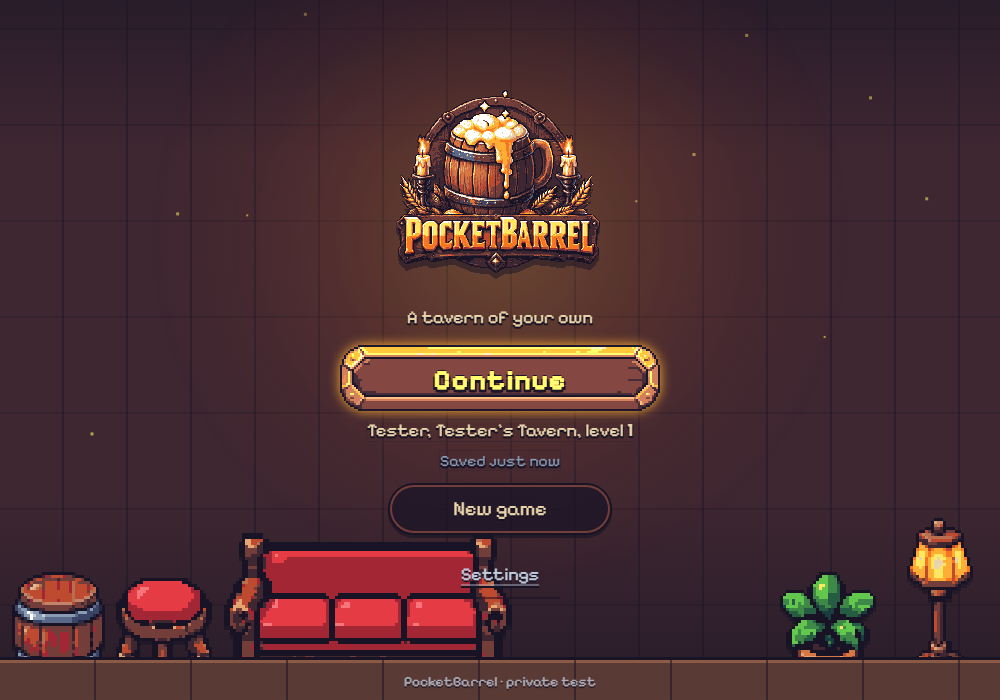 PocketBarrel
A tavern of your own
Continue
Tester, Tester's Tavern, level 1
Saved just now
New game
Settings
PocketBarrel · private test